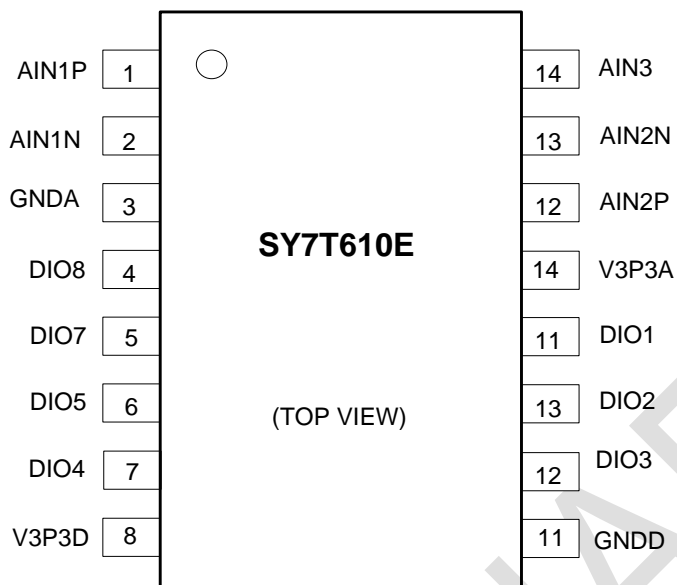 AIN1P 1 14 AIN3
AIN1N 2 13 AIN2N
GNDA 3 12 AIN2P
SY7T610E
DIO8 4 14 V3P3A
DIO7 5 11 DIO1
DIO5 6 13 DIO2
(TOP VIEW)
DIO4 7 12 DIO3
V3P3D 8 11 GNDD